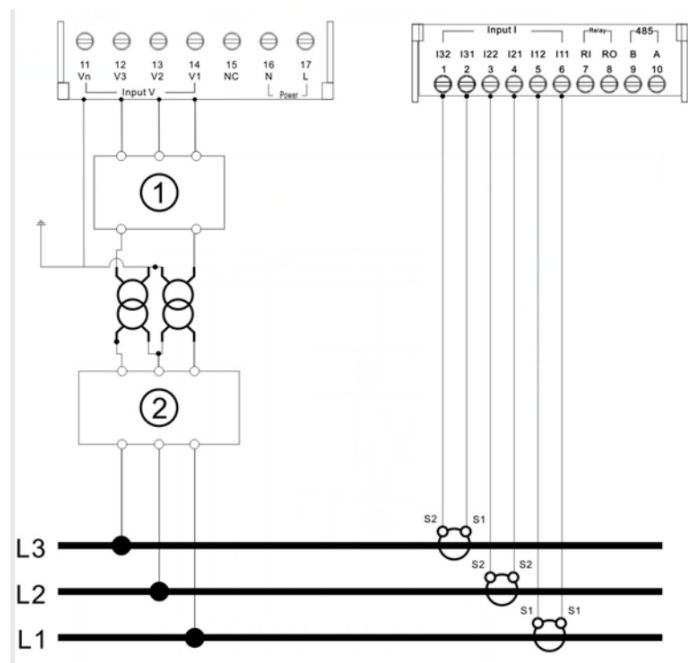 Input I Relay 485
11 12 13 14 15 16 17
I32 I31 I22 I21 I12 I11 RI RO B A
Vn V3 V2 V1 NC N L
1 2 3 4 5 6 7 8 9 10
Input V Power
1
2
S2 S1
L3
S2 S2
L2
S1 S1
L1